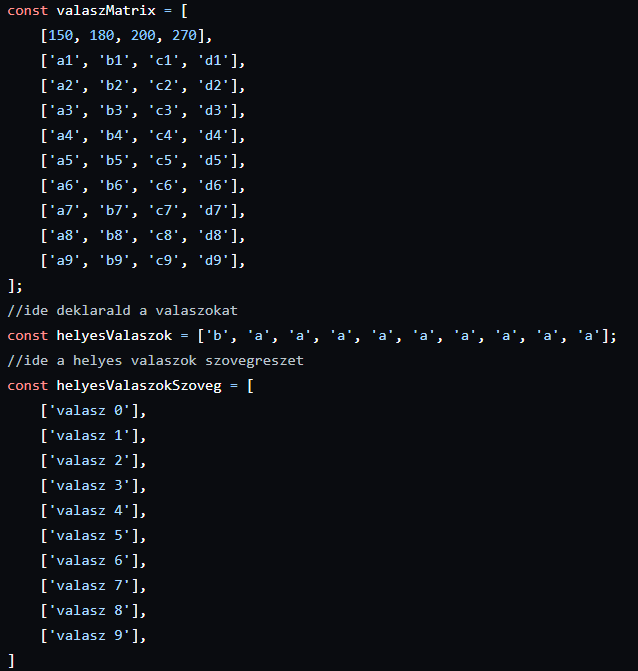 const valaszMatrix = [
    [150, 180, 200, 270],
    ['a1', 'b1', 'c1', 'd1'],
    ['a2', 'b2', 'c2', 'd2'],
    ['a3', 'b3', 'c3', 'd3'],
    ['a4', 'b4', 'c4', 'd4'],
    ['a5', 'b5', 'c5', 'd5'],
    ['a6', 'b6', 'c6', 'd6'],
    ['a7', 'b7', 'c7', 'd7'],
    ['a8', 'b8', 'c8', 'd8'],
    ['a9', 'b9', 'c9', 'd9'],
];
//ide deklarald a valaszokat
const helyesValaszok = ['b', 'a', 'a', 'a', 'a', 'a', 'a', 'a', 'a', 'a'];
//ide a helyes valaszok szovegreszet
const helyesValaszokSzoveg = [
    ['valasz 0'],
    ['valasz 1'],
    ['valasz 2'],
    ['valasz 3'],
    ['valasz 4'],
    ['valasz 5'],
    ['valasz 6'],
    ['valasz 7'],
    ['valasz 8'],
    ['valasz 9'],
]